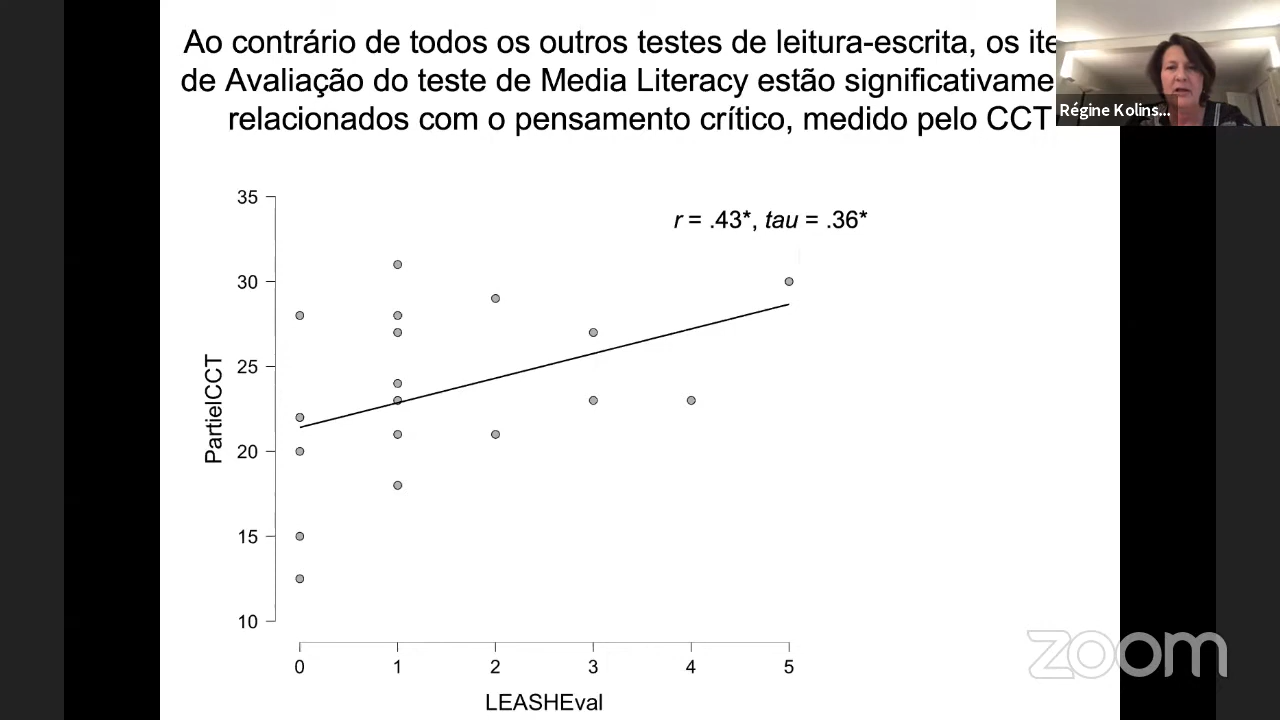 Ao contrário de todos os outros testes de leitura-escrita, os ite
de Avaliação do teste de Media Literacy estão significativame
relacionados com o pensamento crítico, medido pelo CCT
Régine Kolins...
r = .43*, tau = .36*
35
30
25
20
15
10
PartielCCT
0 1 2 3 4 5
LEASHEval
zoom